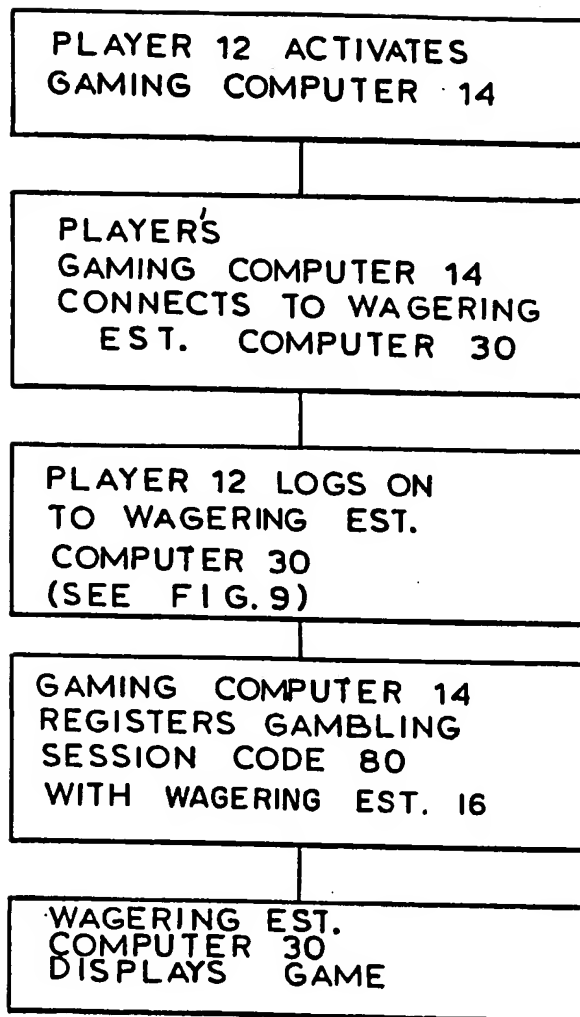 PLAYER 12 ACTIVATES
GAMING COMPUTER 14
PLAYER'S
GAMING COMPUTER 14
CONNECTS TO WAGERING
EST. COMPUTER 30
PLAYER 12 LOGS ON
TO WAGERING EST.
COMPUTER 30
(SEE FIG.9)
GAMING COMPUTER 14
REGISTERS GAMBLING
SESSION CODE 80
WITH WAGERING EST. 16
WAGERING EST.
COMPUTER 30
DISPLAYS GAME